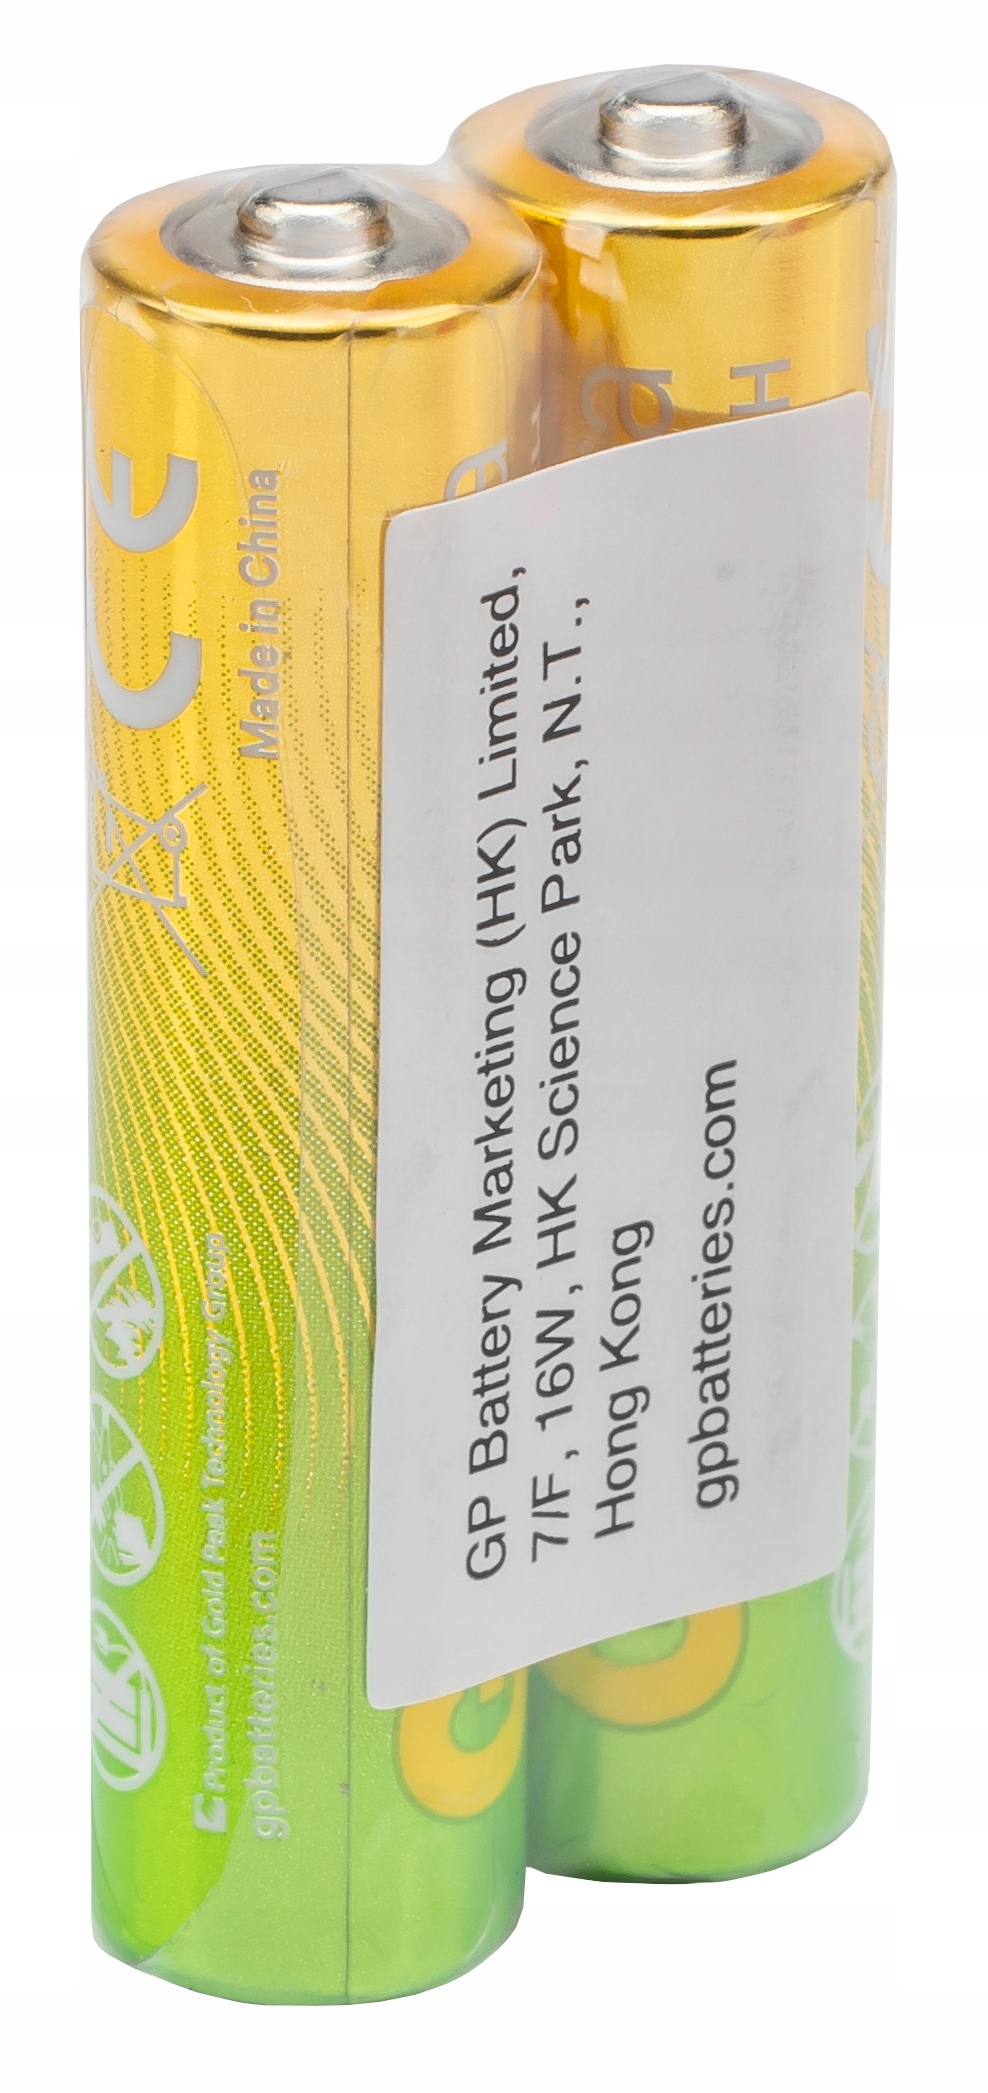 GP Battery Marketing (HK) Limited,
7/F, 16W, HK Science Park, N.T.,
Hong Kong
gpbatteries.com
CE
Made in China
Product of Gold Peak Technology Group
gpbatteries.com